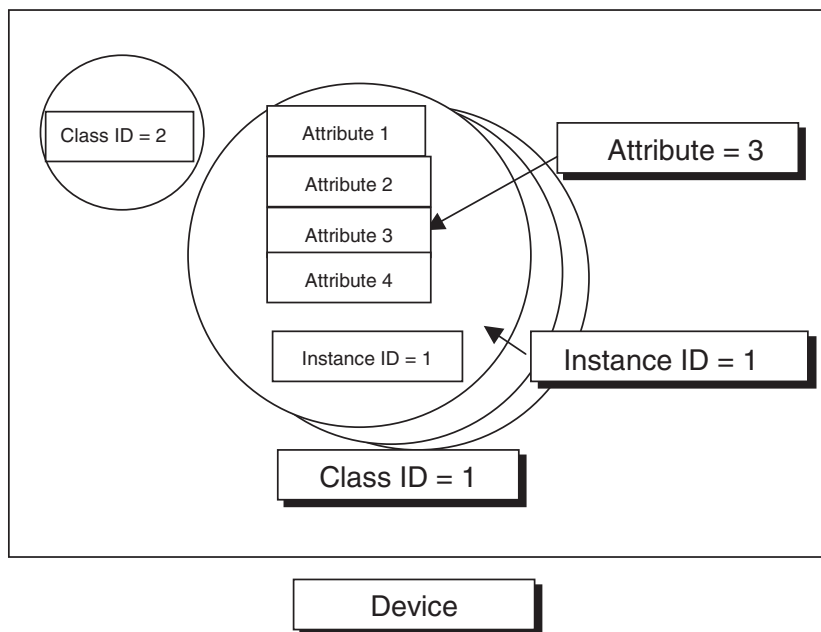 Class ID = 2
Attribute 1
Attribute = 3
Attribute 2
Attribute 3
Attribute 4
Instance ID = 1
Instance ID = 1
Class ID = 1
Device